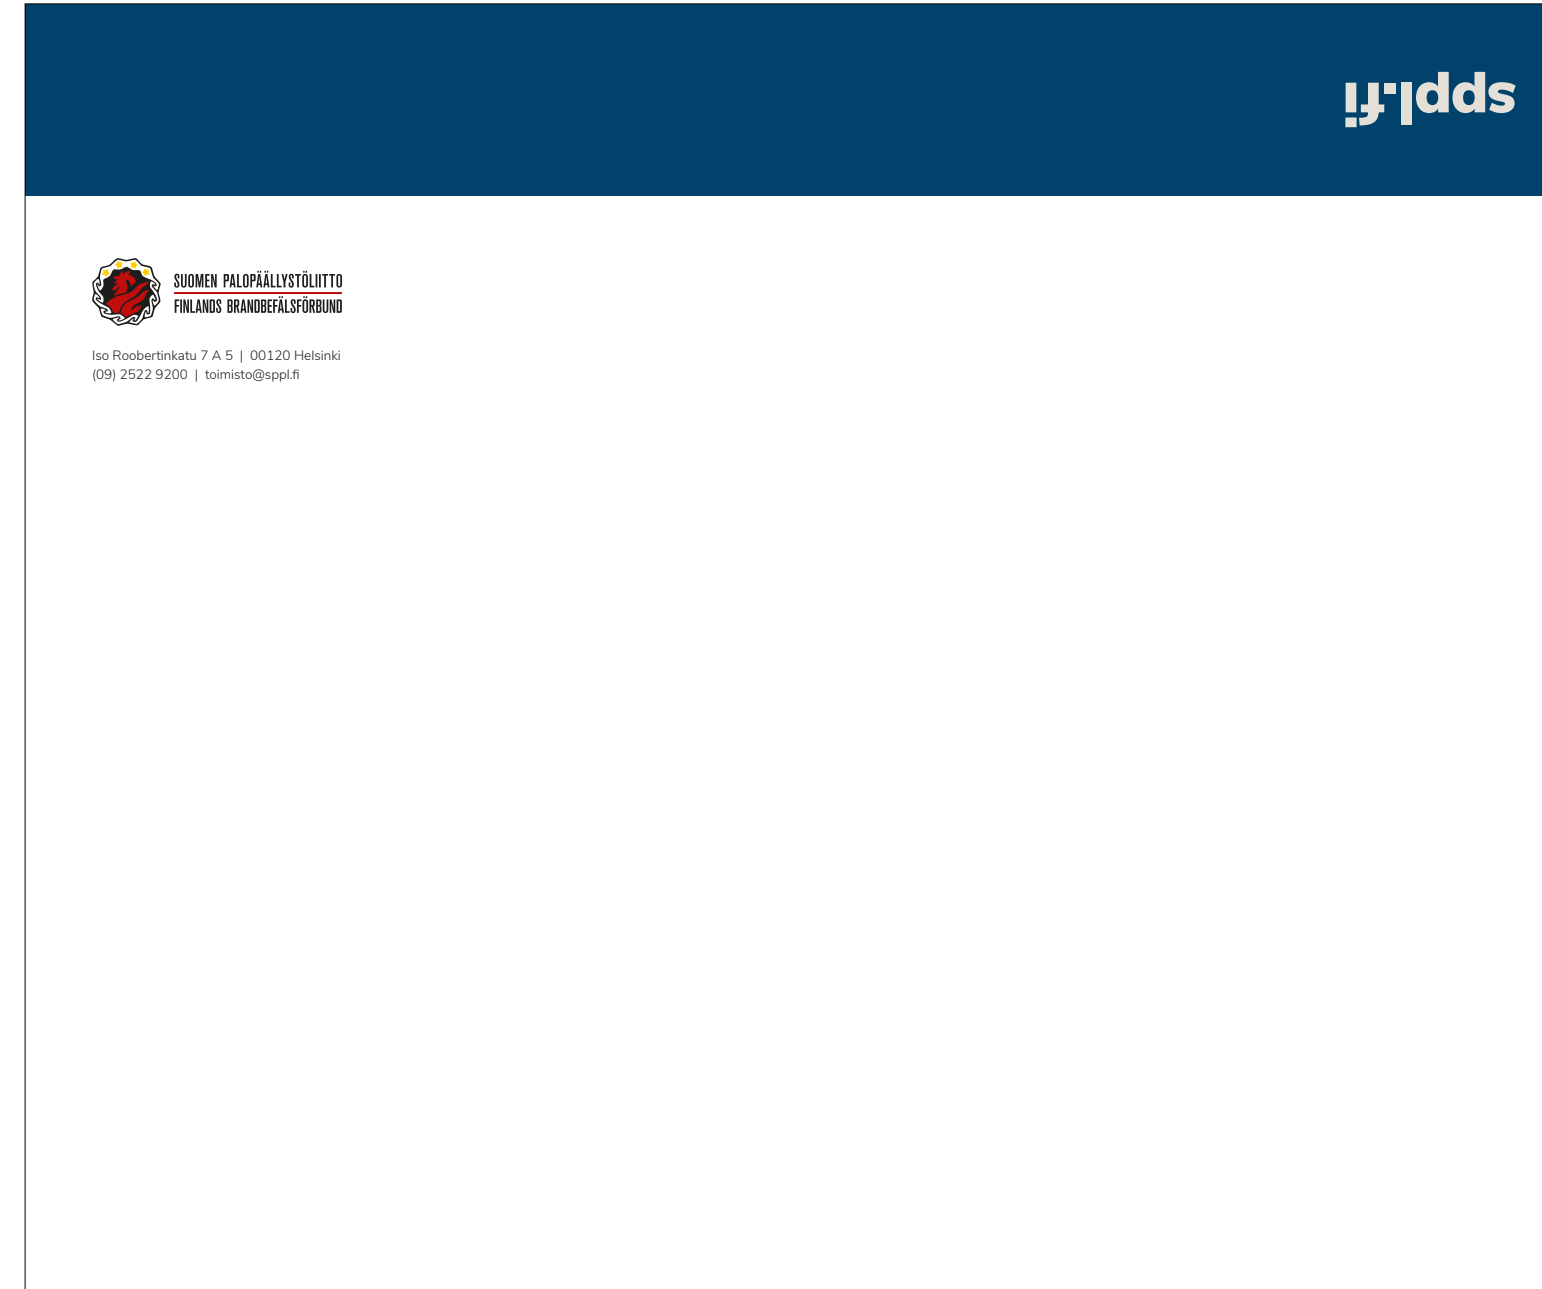 sppl.fi
SUOMEN PALOPÄÄLLYSTÖLIITTO
FINLANDS BRANDBEFÄLSFÖRBUND
Iso Roobertinkatu 7 A 5 | 00120 Helsinki
(09) 2522 9200 | toimisto@sppl.fi